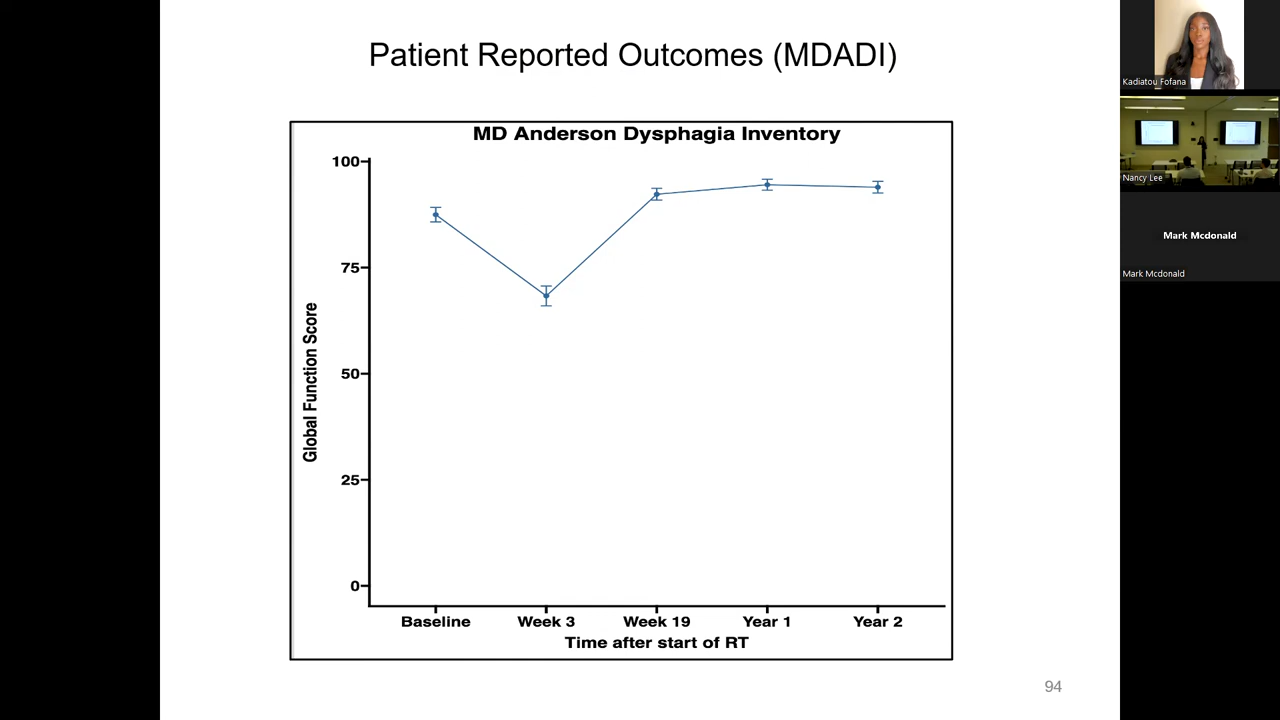 Patient Reported Outcomes (MDADI)
MD Anderson Dysphagia Inventory
100
75
50
25
0
Global Function Score
Baseline Week 3 Week 19 Year 1 Year 2
Time after start of RT
94
Kadiatou Fofana
Nancy Lee
Mark Mcdonald
Mark Mcdonald